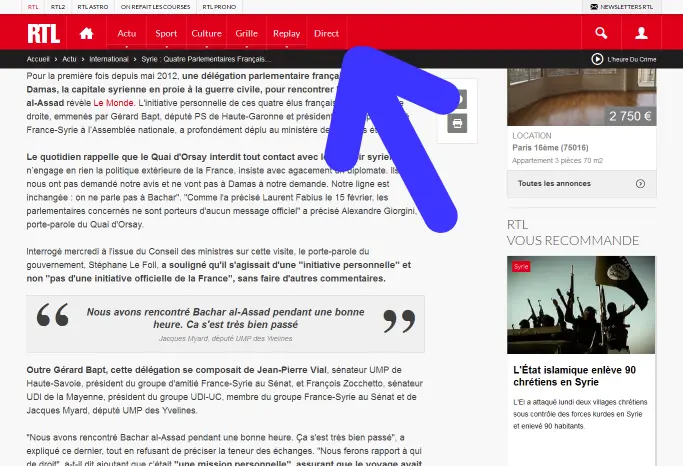 RTL RTL2 RTL ASTRO ON REFAIT LES COURSES RTL PRONO NEWSLETTERS RTL
RTL Actu Sport Culture Grille Replay Direct
Accueil > Actu > International > Syrie : Quatre Parlementaires Français... L'heure Du Crime
Pour la première fois depuis mai 2012, une délégation parlementaire
Damas, la capitale syrienne en proie à la guerre civile, pour rencontrer
al-Assad révèle Le Monde. L'initiative personnelle de ces quatre élus
droite, emmenés par Gérard Bapt, député PS de Haute-Garonne et
France-Syrie à l'Assemblée nationale, a profondément déplu au ministère
Le quotidien rappelle que le Quai d'Orsay interdit tout contact avec
n'engage en rien la politique extérieure de la France, insiste avec agacement diplomate.
nous ont pas demandé notre avis et ne vont pas à Damas à notre demande. Notre ligne est
inchangée : on ne parle pas à Bachar". "Comme l'a précisé Laurent Fabius le 15 février, les
parlementaires concernés ne sont porteurs d'aucun message officiel" a précisé Alexandre Giorgini,
porte-parole du Quai d'Orsay.
Interrogé mercredi à l'issue du Conseil des ministres sur cette visite, le porte-parole du
gouvernement, Stéphane Le Foll, a souligné qu'il s'agissait d'une "initiative personnelle" et
non "pas d'une initiative officielle de la France", sans faire d'autres commentaires.
“ Nous avons rencontré Bachar al-Assad pendant une bonne
heure. Ca s'est très bien passé ”
Jacques Myard, député UMP des Yvelines
Outre Gérard Bapt, cette délégation se composait de Jean-Pierre Vial, sénateur UMP de
Haute-Savoie, président du groupe d'amitié France-Syrie au Sénat, et François Zocchetto, sénateur
UDI de la Mayenne, président du groupe UDI-UC, membre du groupe France-Syrie au Sénat et de
Jacques Myard, député UMP des Yvelines.
"Nous avons rencontré Bachar al-Assad pendant une bonne heure. Ça s'est très bien passé", a
expliqué ce dernier, tout en refusant de préciser la teneur des échanges. "Nous ferons rapport à qui
de droit", a-t-il dit ajoutant que c'était "une mission personnelle", assurant que le voyage avait
2 750 €
LOCATION
Paris 16ème (75016)
Appartement 3 pièces 70 m2
Toutes les annonces
RTL
VOUS RECOMMANDE
Syrie
L'État islamique enlève 90
chrétiens en Syrie
L'Ei a attaqué lundi deux villages chrétiens
sous contrôle des forces kurdes en Syrie
et enlevé 90 habitants.